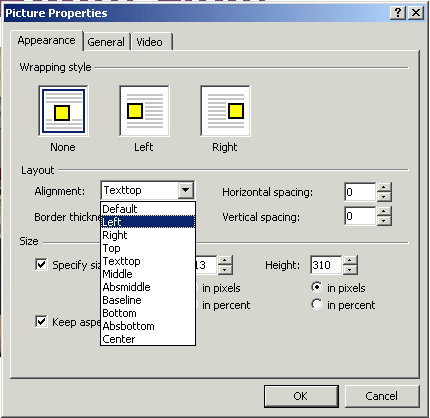 Picture Properties
Appearance General Video
Wrapping style
None Left Right
Layout
Alignment: Texttop Horizontal spacing: 0
Default
Border thickne Vertical spacing: 0
Left
Right
Size
Top
Texttop
Specify si 13 Height: 310
Middle
Absmiddle in pixels in pixels
Baseline in percent in percent
Bottom
Keep aspe Absbottom
Center
OK Cancel